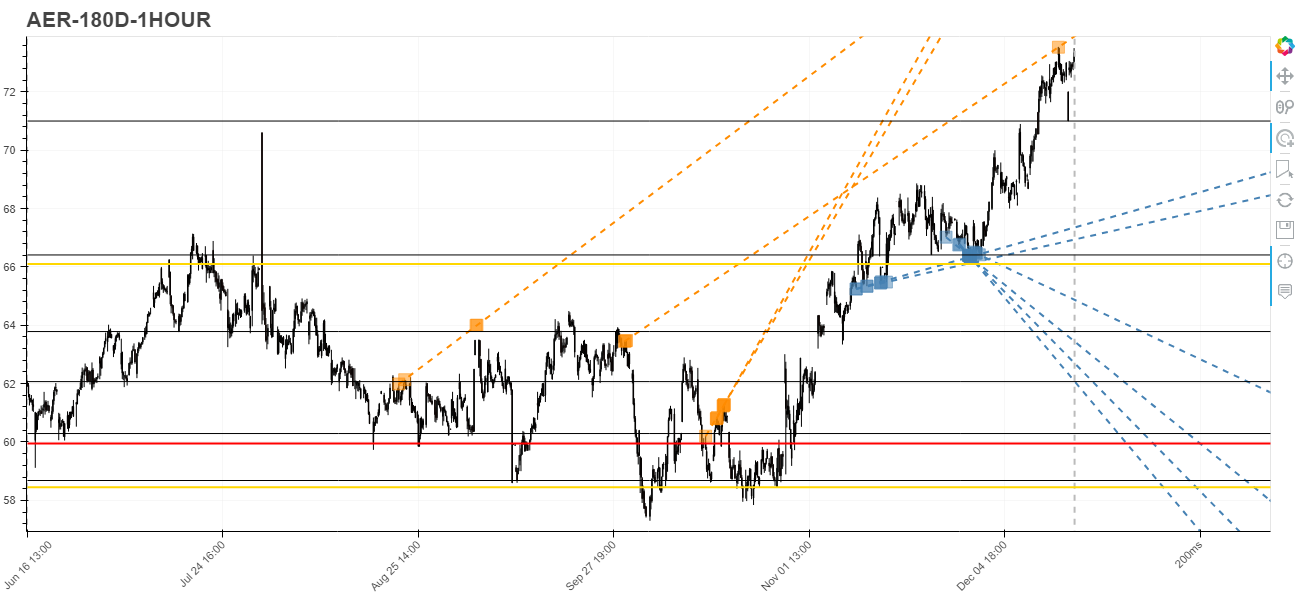 AER-180D-1HOUR
72
70
68
66
64
62
60
58
Jun 16 13:00
Jul 24 16:00
Aug 25 14:00
Sep 27 19:00
Nov 01 13:00
Dec 04 18:00
200ms